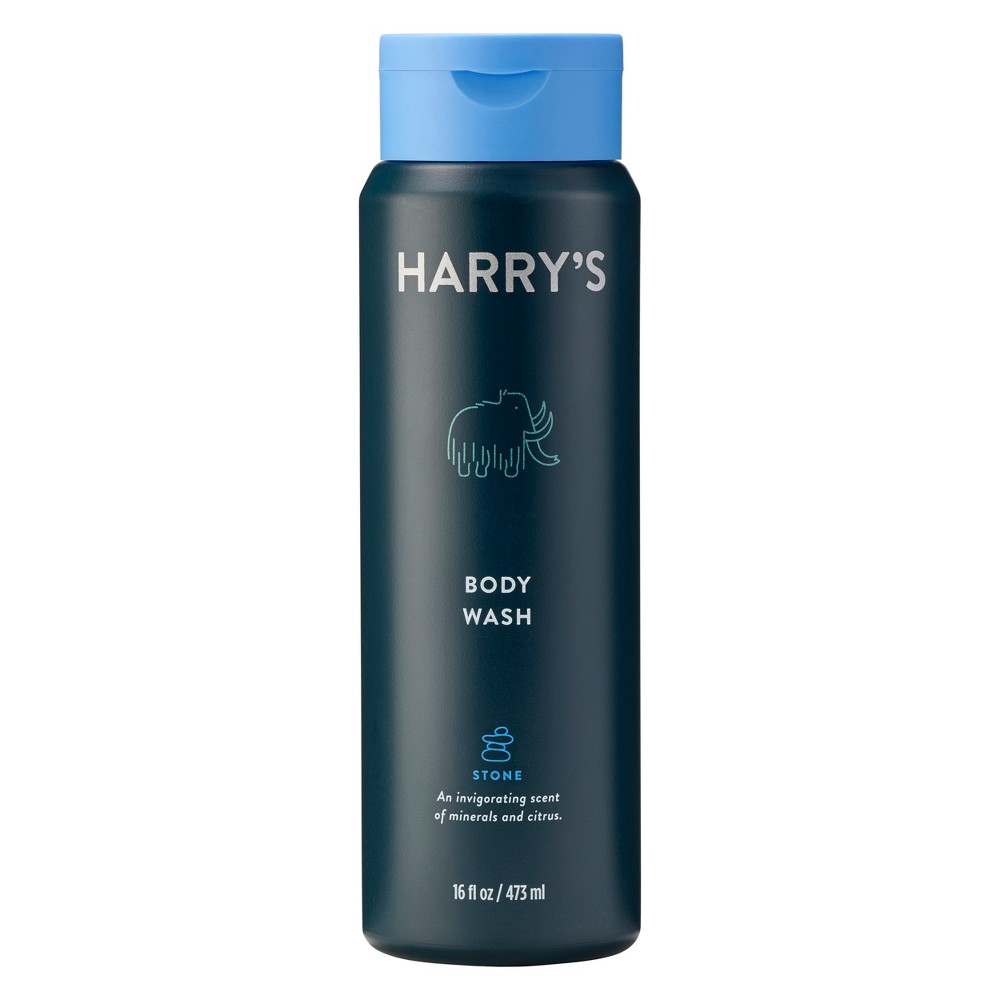 HARRY'S
BODY
WASH
STONE
An invigorating scent
of minerals and citrus.
16 fl oz / 473 ml